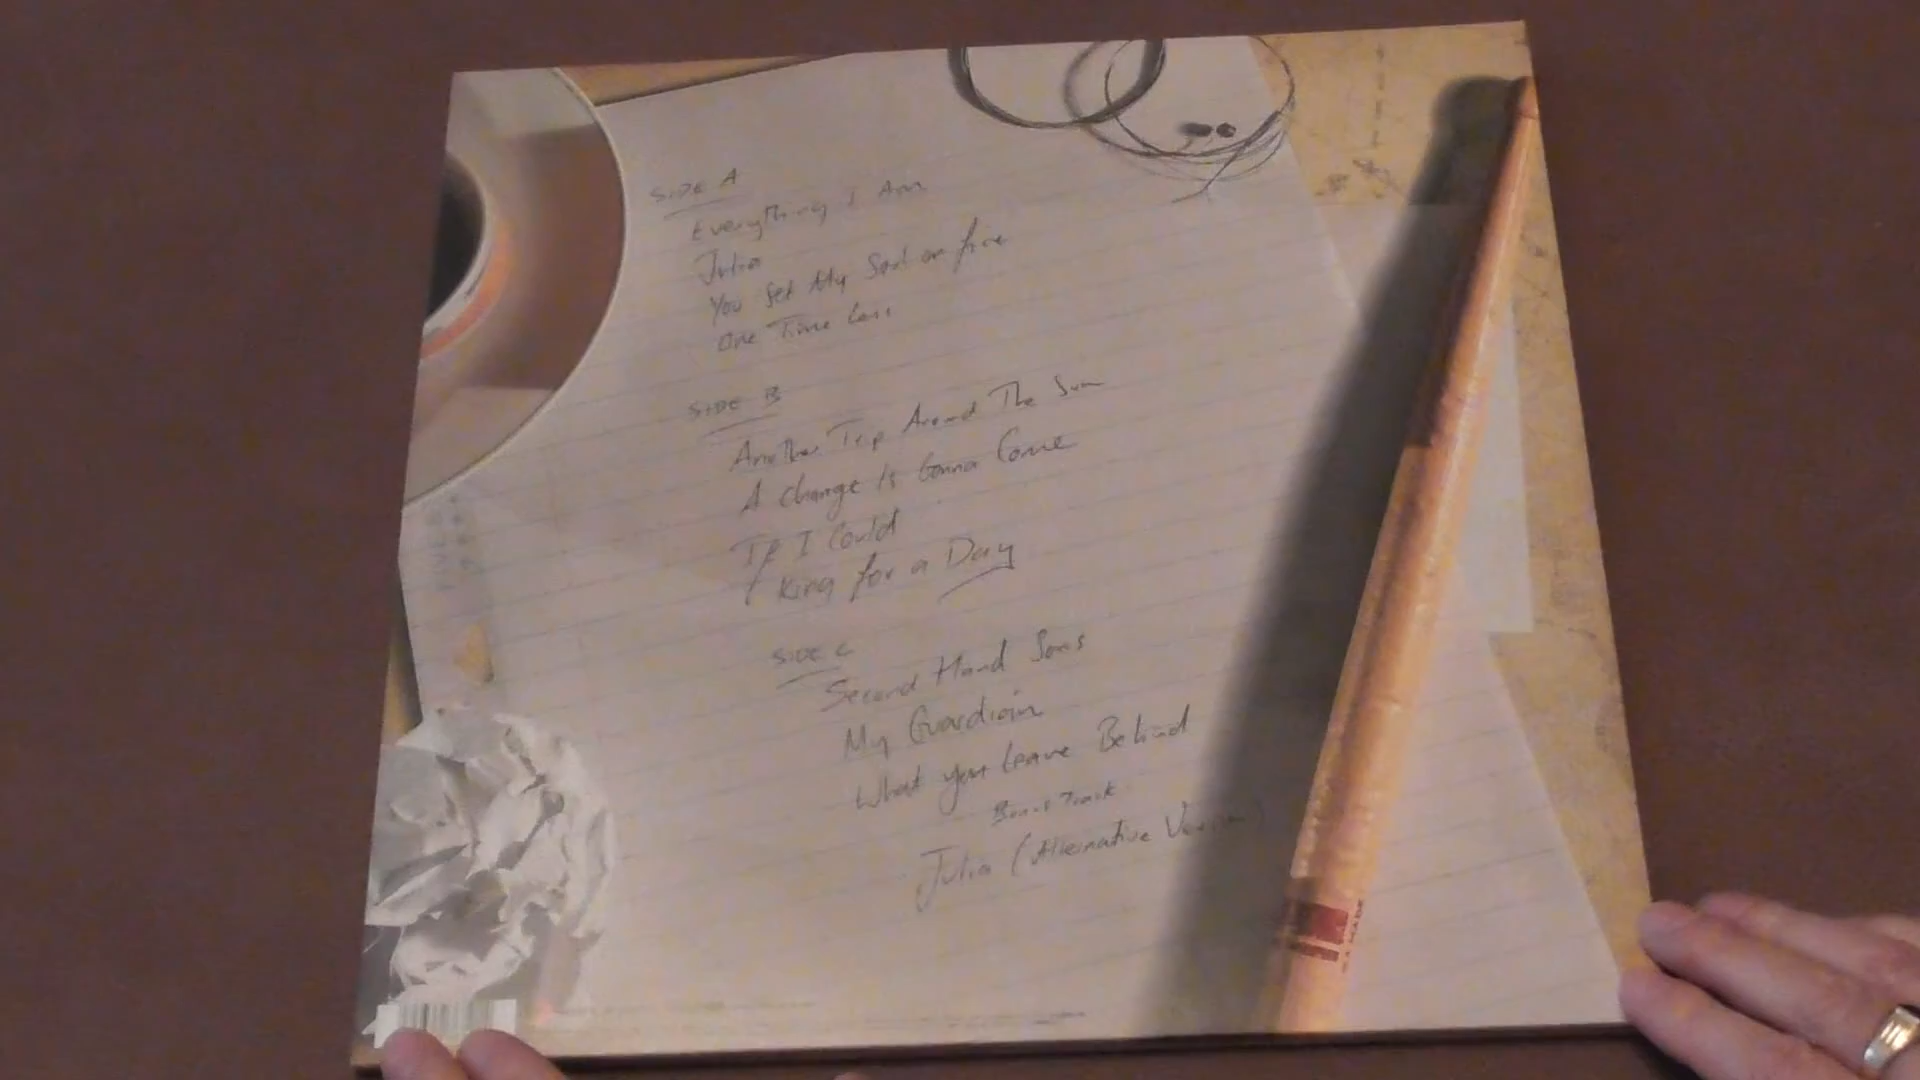 SIDE A
Everything I Am
Julia
You Set My Soul on fire
One Time Less
SIDE B
Another Trip Around The Sun
A Change Is Gonna Come
If I Could
King for a Day
SIDE C
Second Hand Sons
My Guardian
What you Leave Behind
Bonus Track
Julia (Alternative Version)